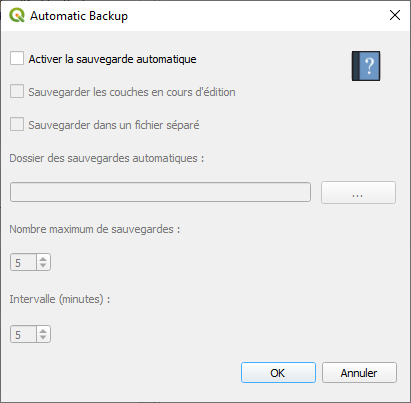 Automatic Backup
Activer la sauvegarde automatique
?
Sauvegarder les couches en cours d'édition
Sauvegarder dans un fichier séparé
Dossier des sauvegardes automatiques :
...
Nombre maximum de sauvegardes :
5
Intervalle (minutes) :
5
OK Annuler